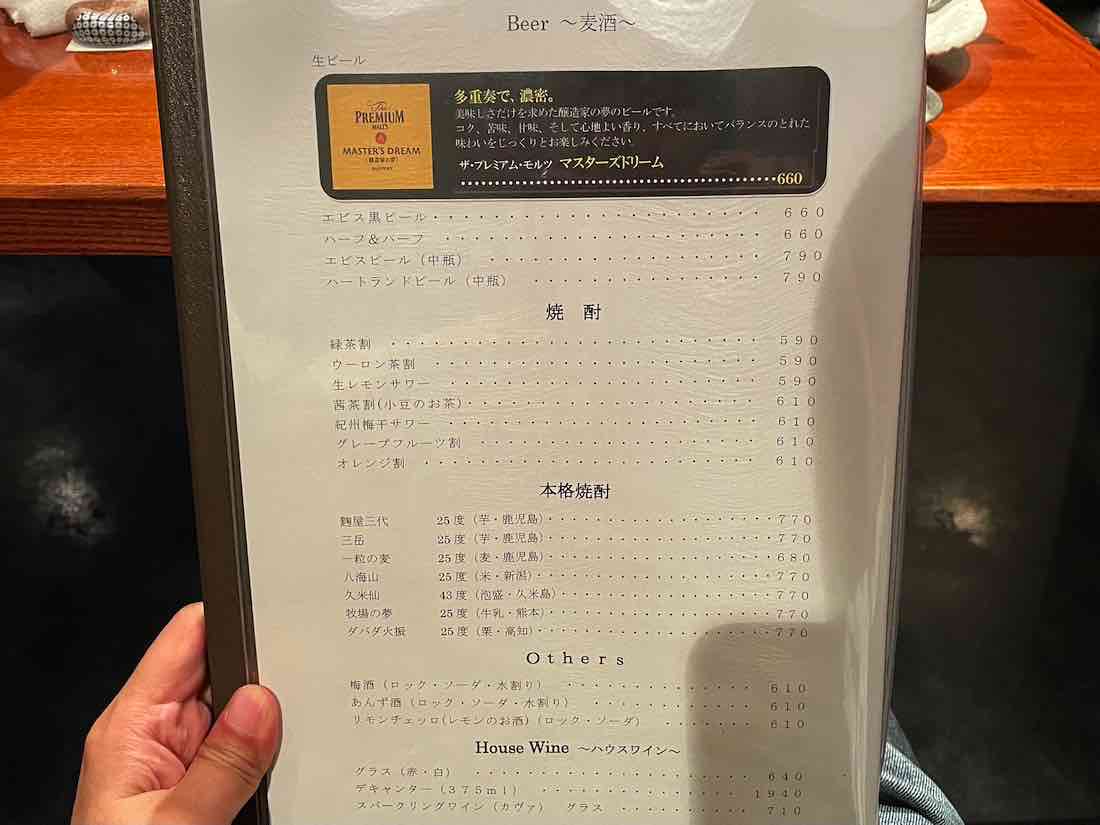 Beer ～麦酒～
生ビール
The
PREMIUM
MALT'S
MASTER'S DREAM
〈醸造家の夢〉
SUNTORY
多重奏で、濃密。
美味しさだけを求めた醸造家の夢のビールです。
コク、苦味、甘味、そして心地よい香り、すべてにおいてバランスのとれた
味わいをじっくりとお楽しみください。
ザ・プレミアム・モルツ マスターズドリーム
660
エビス黒ビール 660
ハーフ＆ハーフ 660
エビスビール（中瓶） 790
ハートランドビール（中瓶） 790
焼 酎
緑茶割 590
ウーロン茶割 590
生レモンサワー 590
茜茶割(小豆のお茶) 610
紀州梅干サワー 610
グレープフルーツ割 610
オレンジ割 610
本格焼酎
麴屋三代 25度（芋・鹿児島） 770
三岳 25度（芋・鹿児島） 770
一粒の麦 25度（麦・鹿児島） 680
八海山 25度（米・新潟） 770
久米仙 43度（泡盛・久米島） 770
牧場の夢 25度（牛乳・熊本） 770
ダバダ火振 25度（栗・高知） 770
Others
梅酒（ロック・ソーダ・水割り） 610
あんず酒（ロック・ソーダ・水割り） 610
リモンチェッロ(レモンのお酒)（ロック・ソーダ） 610
House Wine ～ハウスワイン～
グラス（赤・白） 640
デキャンター（375ml） 1940
スパークリングワイン（カヴァ） グラス 710